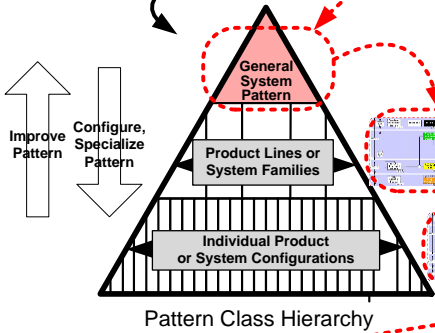 General
System
Pattern
Improve
Pattern
Configure,
Specialize
Pattern
Product Lines or
System Families
Individual Product
or System Configurations
Pattern Class Hierarchy